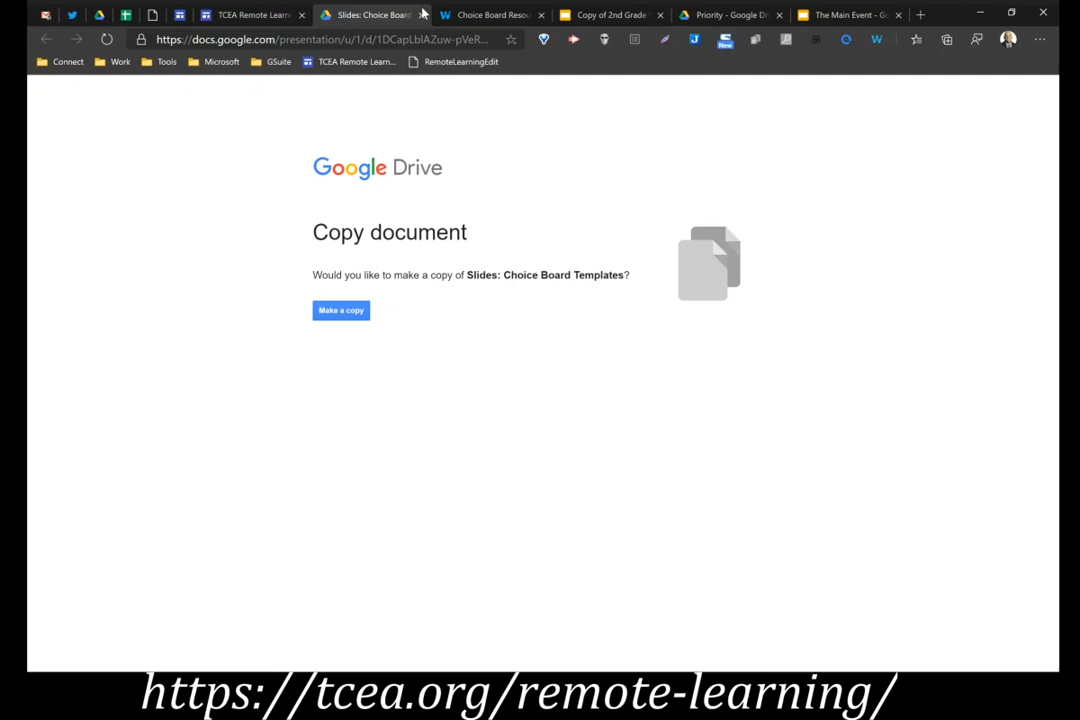 TCEA Remote Learn
Slides: Choice Board
Choice Board Resou
Copy of 2nd Grade
Priority - Google Dri
The Main Event - Go
https://docs.google.com/presentation/u/1/d/1DCapLblAZuw-pVeR...
New
Connect
Work
Tools
Microsoft
GSuite
TCEA Remote Learn...
RemoteLearningEdit
Google Drive
Copy document
Would you like to make a copy of Slides: Choice Board Templates?
Make a copy
https://tcea.org/remote-learning/